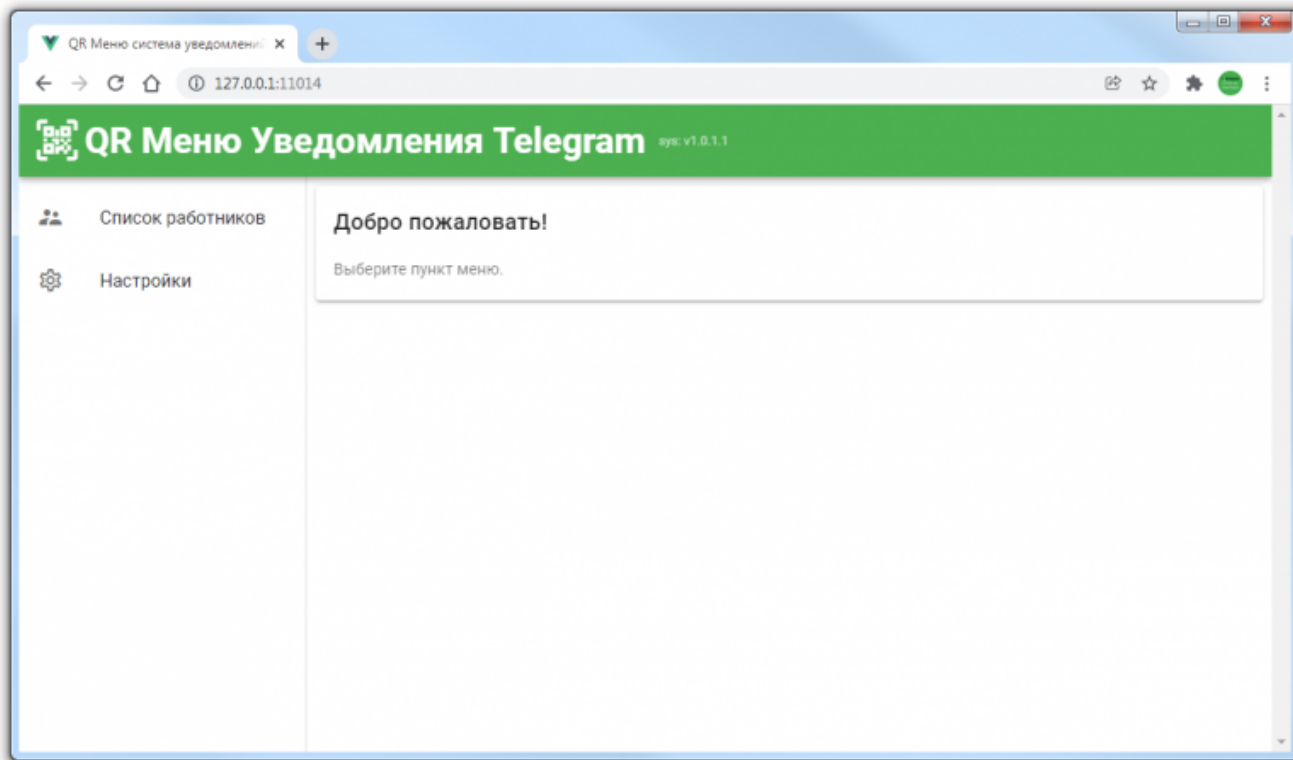 QR Меню система уведомлений
127.0.0.1:11014
QR Меню Уведомления Telegram sys: v1.0.1.1
Список работников
Настройки
Добро пожаловать!
Выберите пункт меню.